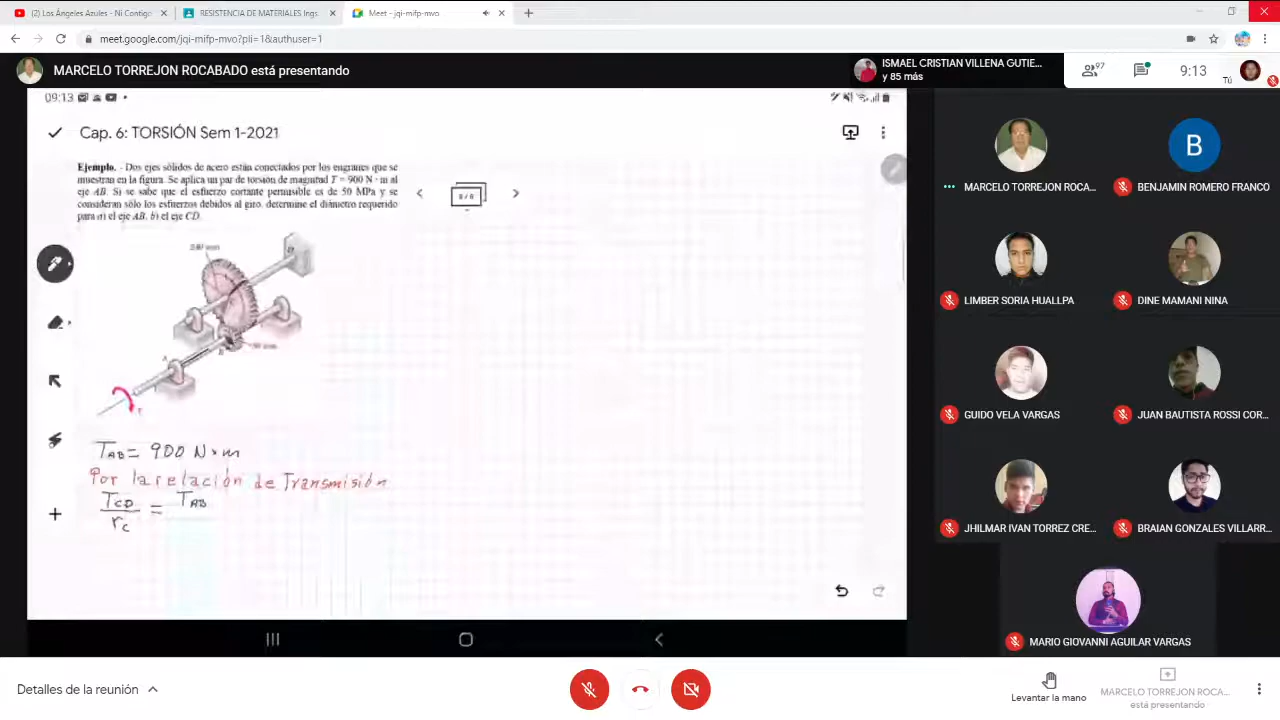 (2) Los Ángeles Azules - Ni Contigo
RESISTENCIA DE MATERIALES Ings.
Meet - jqi-mifp-mvo
meet.google.com/jqi-mifp-mvo?pli=1&authuser=1
MARCELO TORREJON ROCABADO está presentando
ISMAEL CRISTIAN VILLENA GUTIE...
y 85 más
97
9:13
Tú
09:13
Cap. 6: TORSIÓN Sem 1-2021
Ejemplo. - Dos ejes sólidos de acero están conectados por los engranes que se
muestran en la figura. Se aplica un par de torsión de magnitud T = 900 N · m al
eje AB. Si se sabe que el esfuerzo cortante permisible es de 50 MPa y se
consideran sólo los esfuerzos debidos al giro, determine el diámetro requerido
para a) el eje AB, b) el eje CD.
A
B
T
T_AB = 900 N × m
Por la relación de Transmisión
T_CD / r_C = T_AB
MARCELO TORREJON ROCA...
B
BENJAMIN ROMERO FRANCO
LIMBER SORIA HUALLPA
DINE MAMANI NINA
GUIDO VELA VARGAS
JUAN BAUTISTA ROSSI COR...
JHILMAR IVAN TORREZ CRE...
BRAIAN GONZALES VILLARR...
MARIO GIOVANNI AGUILAR VARGAS
Detalles de la reunión
Levantar la mano
MARCELO TORREJON ROCA...
está presentando